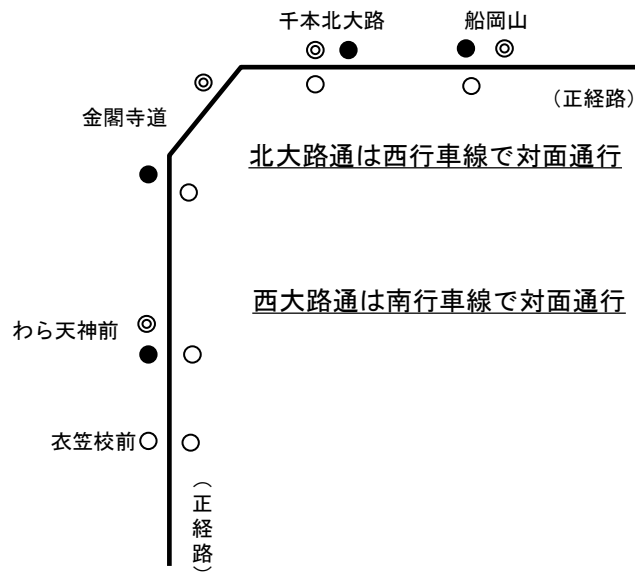 千本北大路
船岡山
金閣寺道
(正経路)
北大路通は西行車線で対面通行
西大路通は南行車線で対面通行
わら天神前
衣笠校前
(正経路)